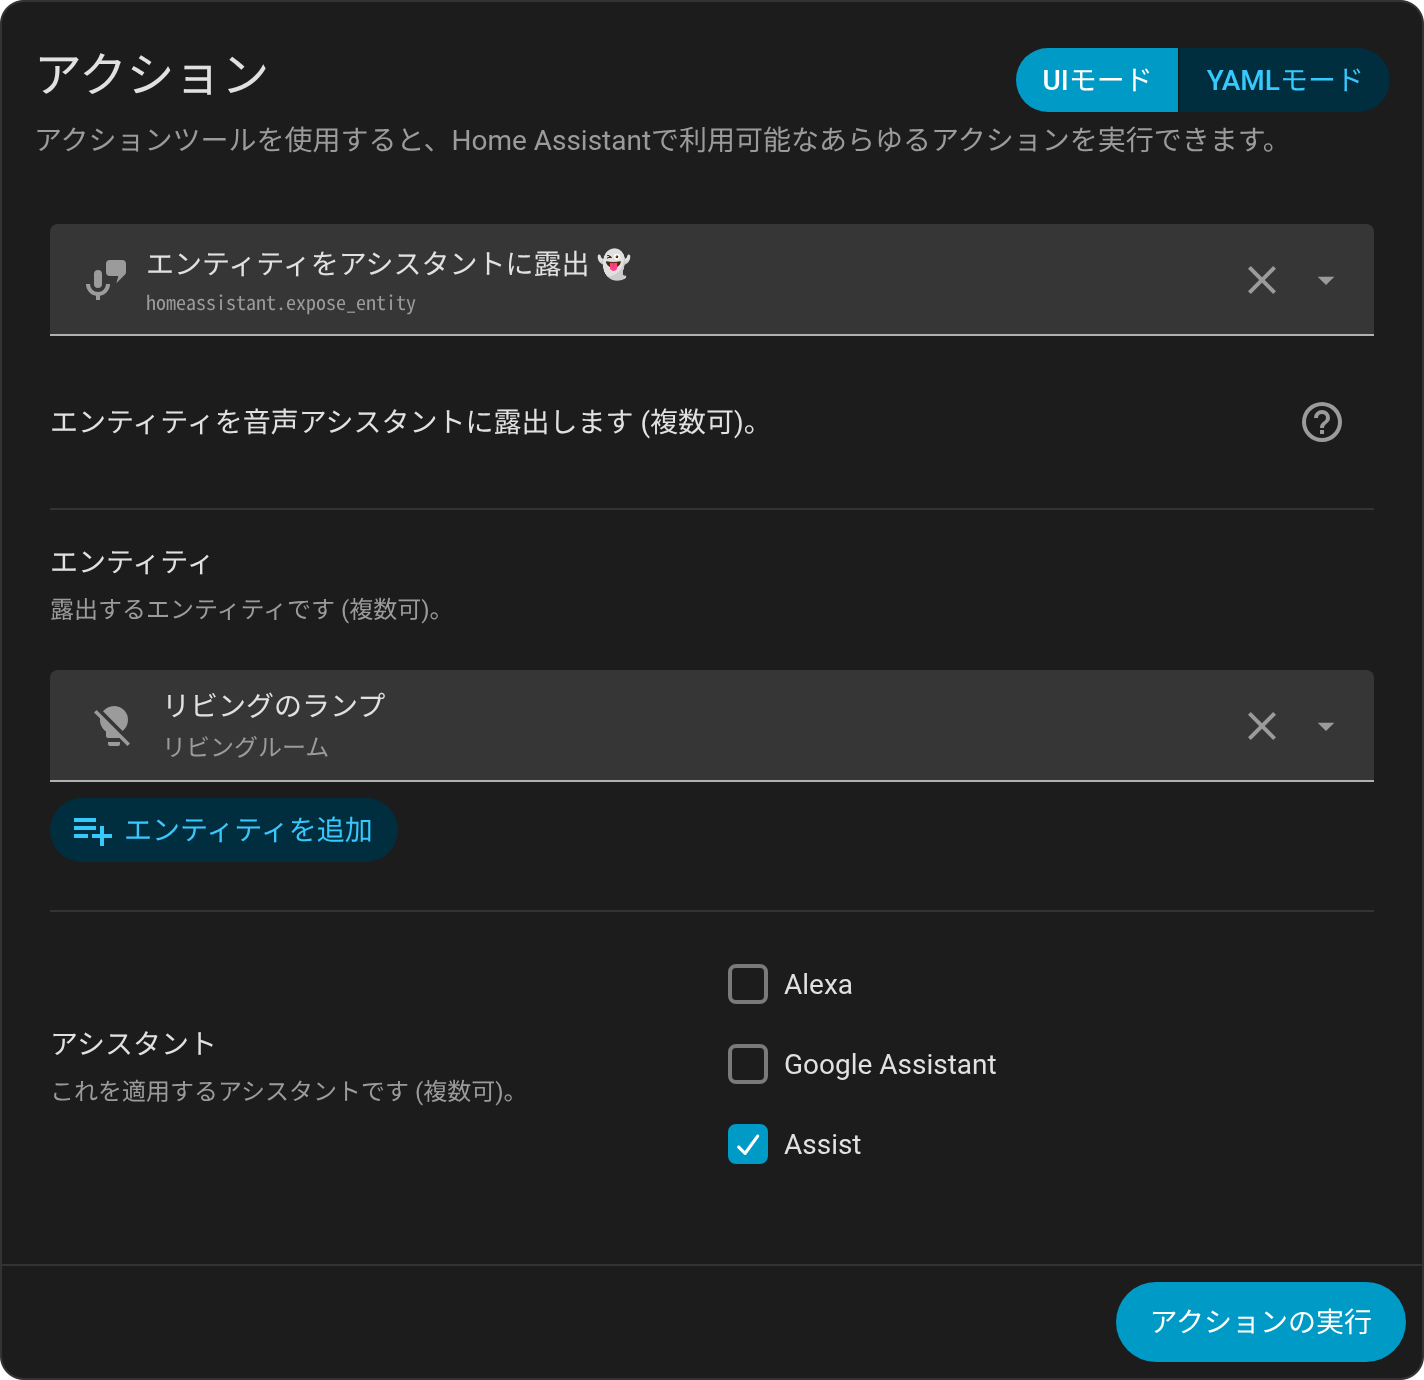 アクション
UIモード
YAMLモード
アクションツールを使用すると、Home Assistantで利用可能なあらゆるアクションを実行できます。
エンティティをアシスタントに露出 👻
homeassistant.expose_entity
エンティティを音声アシスタントに露出します (複数可)。
エンティティ
露出するエンティティです (複数可)。
リビングのランプ
リビングルーム
エンティティを追加
アシスタント
これを適用するアシスタントです (複数可)。
Alexa
Google Assistant
Assist
アクションの実行